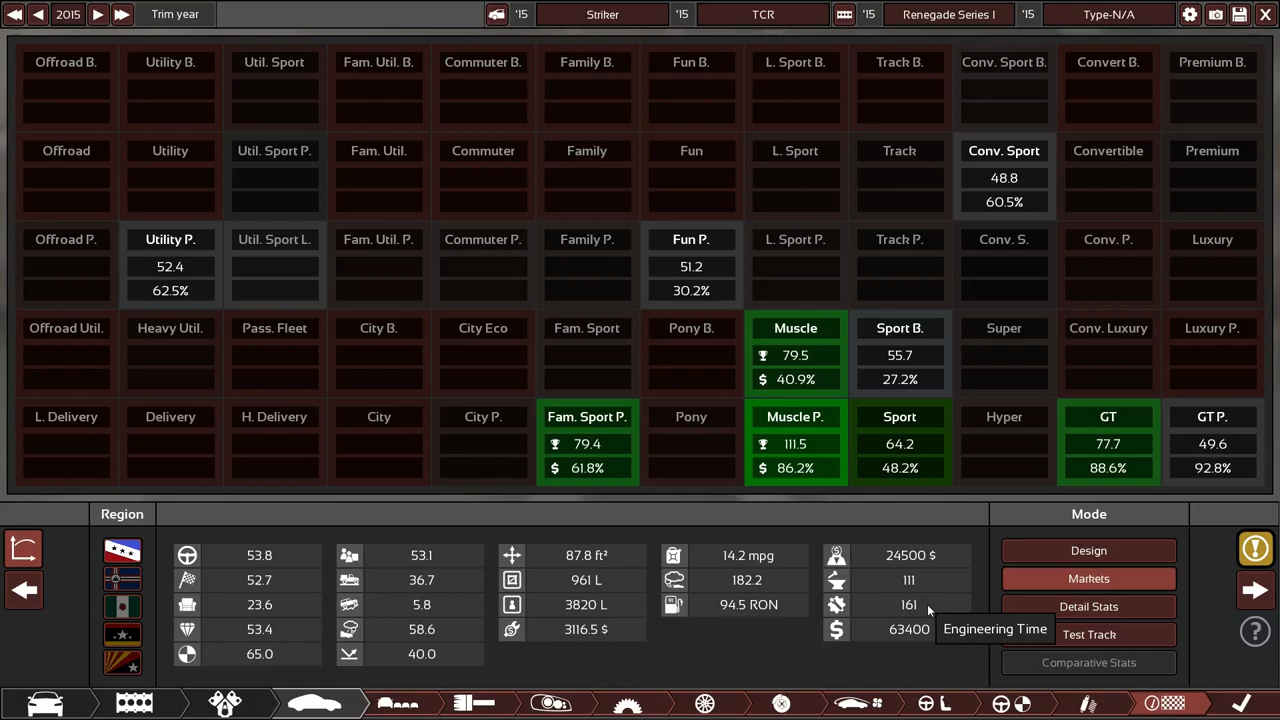 2015 Trim year '15 Striker '15 TCR '15 Renegade Series I '15 Type-N/A
Offroad B. Utility B. Util. Sport Fam. Util. B. Commuter B. Family B. Fun B. L. Sport B. Track B. Conv. Sport B. Convert B. Premium B.
Offroad Utility Util. Sport P. Fam. Util. Commuter Family Fun L. Sport Track Conv. Sport Convertible Premium
48.8
60.5%
Offroad P. Utility P. Util. Sport L. Fam. Util. P. Commuter P. Family P. Fun P. L. Sport P. Track P. Conv. S. Conv. P. Luxury
52.4 51.2
62.5% 30.2%
Offroad Util. Heavy Util. Pass. Fleet City B. City Eco Fam. Sport Pony B. Muscle Sport B. Super Conv. Luxury Luxury P.
79.5 55.7
$ 40.9% 27.2%
L. Delivery Delivery H. Delivery City City P. Fam. Sport P. Pony Muscle P. Sport Hyper GT GT P.
79.4 111.5 64.2 77.7 49.6
$ 61.8% $ 86.2% 48.2% 88.6% 92.8%
Region Mode
53.8 53.1 87.8 ft² 14.2 mpg 24500 $ Design
52.7 36.7 961 L 182.2 111 Markets
23.6 5.8 3820 L 94.5 RON 161 Detail Stats
53.4 58.6 3116.5 $ $ 63400 Engineering Time Test Track
65.0 40.0 Comparative Stats